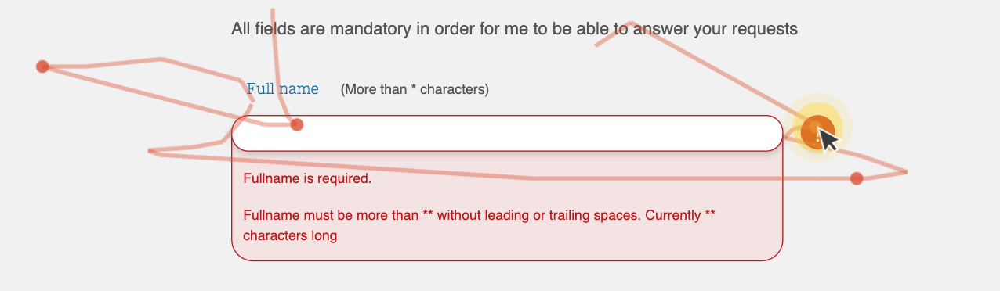 All fields are mandatory in order for me to be able to answer your requests
Full name (More than * characters)
Fullname is required.
Fullname must be more than ** without leading or trailing spaces. Currently **
characters long